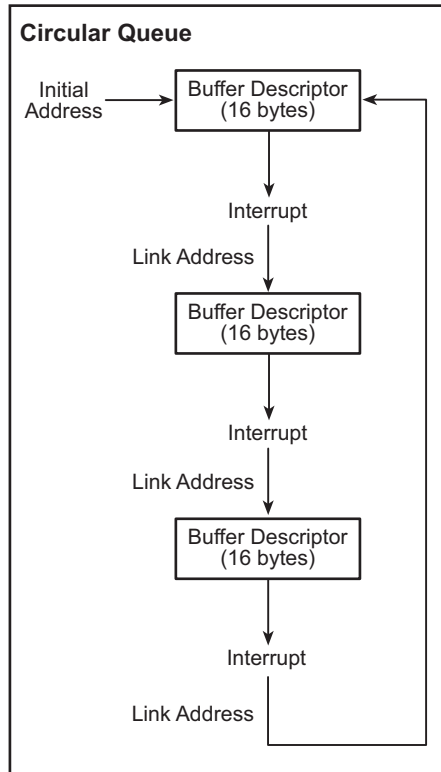 Circular Queue
Initial
Address
Buffer Descriptor
(16 bytes)
Interrupt
Link Address
Buffer Descriptor
(16 bytes)
Interrupt
Link Address
Buffer Descriptor
(16 bytes)
Interrupt
Link Address